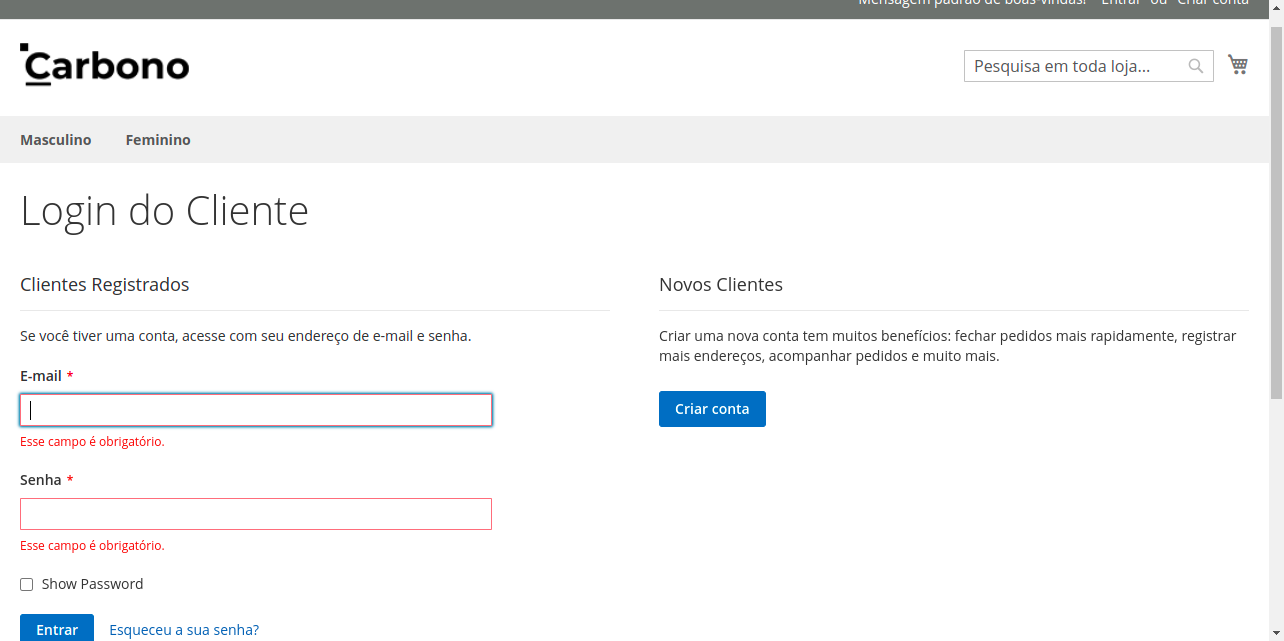 Mensagem padrão de boas-vindas! Entrar ou Criar conta
Carbono
Pesquisa em toda loja...
Masculino Feminino
Login do Cliente
Clientes Registrados
Se você tiver uma conta, acesse com seu endereço de e-mail e senha.
E-mail *
Esse campo é obrigatório.
Senha *
Esse campo é obrigatório.
Show Password
Entrar Esqueceu a sua senha?
Novos Clientes
Criar uma nova conta tem muitos benefícios: fechar pedidos mais rapidamente, registrar
mais endereços, acompanhar pedidos e muito mais.
Criar conta